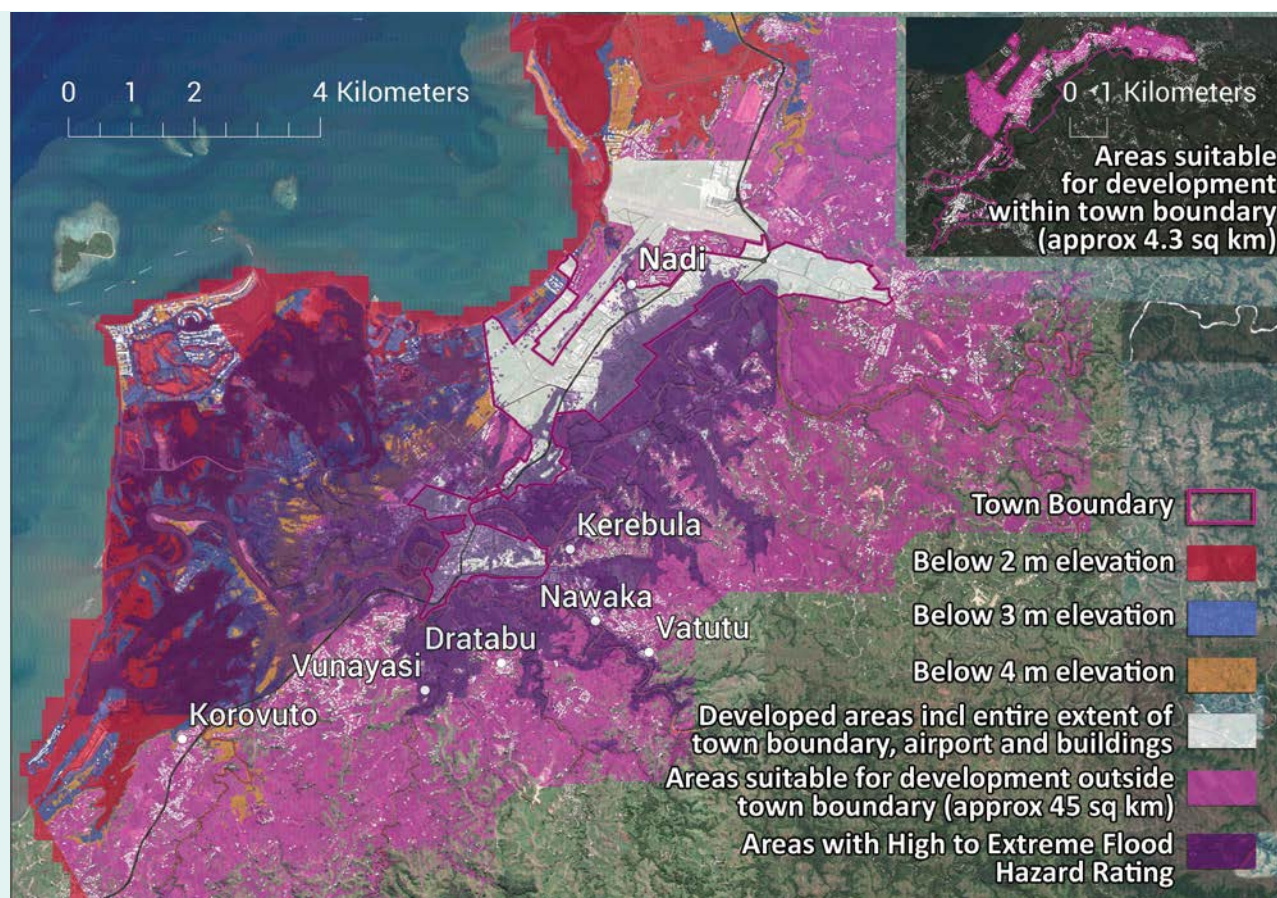 0 1 2 4 Kilometers
0 1 Kilometers
Areas suitable
for development
within town boundary
(approx 4.3 sq km)
Nadi
Kerebula
Nawaka
Vatutu
Dratabu
Vunayasi
Korovuto
Town Boundary
Below 2 m elevation
Below 3 m elevation
Below 4 m elevation
Developed areas incl entire extent of
town boundary, airport and buildings
Areas suitable for development outside
town boundary (approx 45 sq km)
Areas with High to Extreme Flood
Hazard Rating